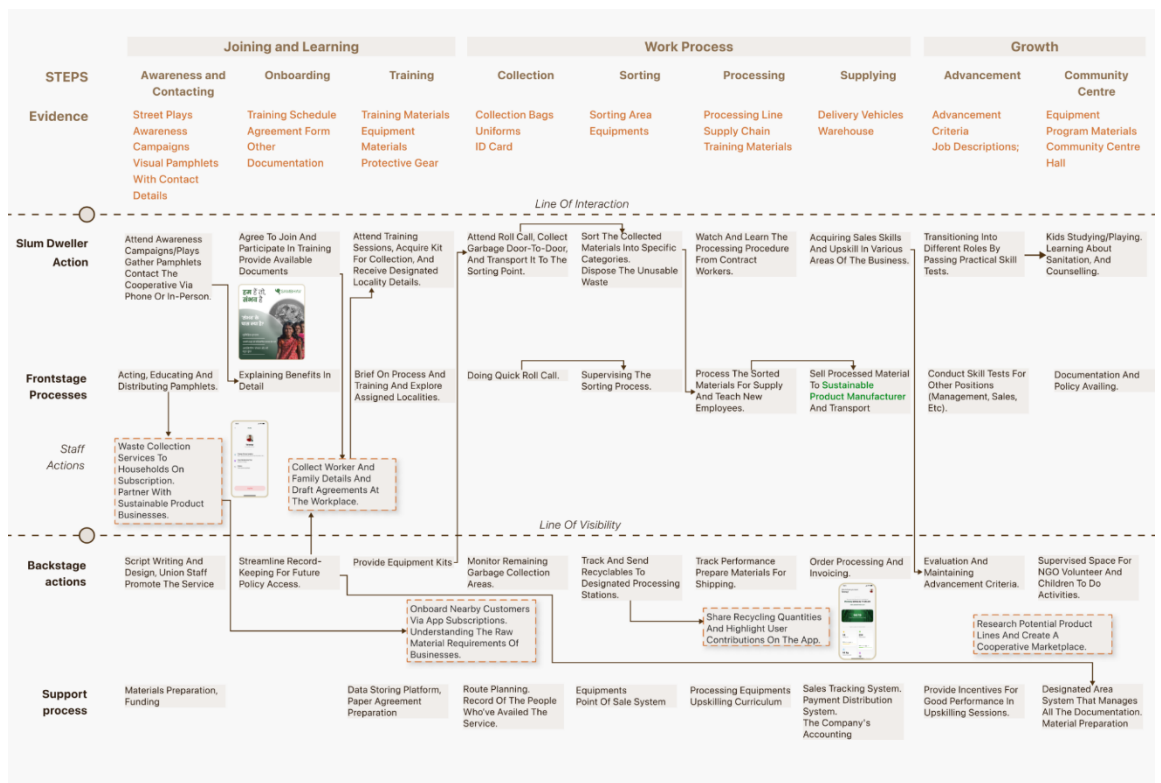 Joining and Learning
Work Process
Growth
STEPS
Awareness and
Contacting
Onboarding
Training
Collection
Sorting
Processing
Supplying
Advancement
Community
Centre
Evidence
Street Plays
Awareness
Campaigns
Visual Pamphlets
With Contact
Details
Training Schedule
Agreement Form
Other
Documentation
Training Materials
Equipment
Materials
Protective Gear
Collection Bags
Uniforms
ID Card
Sorting Area
Equipments
Processing Line
Supply Chain
Training Materials
Delivery Vehicles
Warehouse
Advancement
Criteria
Job Descriptions;
Equipment
Program Materials
Community Centre
Hall
Line Of Interaction
Slum Dweller
Action
Attend Awareness
Campaigns/Plays
Gather Pamphlets
Contact The
Cooperative Via
Phone Or In-Person.
Agree To Join And
Participate In Training
Provide Available
Documents
हम हैं तो,
संभव है
Attend Training
Sessions, Acquire Kit
For Collection, And
Receive Designated
Locality Details.
Attend Roll Call, Collect
Garbage Door-To-Door,
And Transport It To The
Sorting Point.
Sort The Collected
Materials Into Specific
Categories.
Dispose The Unusable
Waste
Watch And Learn The
Processing Procedure
From Contract
Workers.
Acquiring Sales Skills
And Upskill In Various
Areas Of The Business.
Transitioning Into
Different Roles By
Passing Practical Skill
Tests.
Kids Studying/Playing.
Learning About
Sanitation, And
Counselling.
Frontstage
Processes
Acting, Educating And
Distributing Pamphlets.
Explaining Benefits In
Detail
Brief On Process And
Training And Explore
Assigned Localities.
Doing Quick Roll Call.
Supervising The
Sorting Process.
Process The Sorted
Materials For Supply
And Teach New
Employees.
Sell Processed Material
To Sustainable
Product Manufacturer
And Transport
Conduct Skill Tests For
Other Positions
(Management, Sales,
Etc).
Documentation And
Policy Availing.
Staff
Actions
Waste Collection
Services To
Households On
Subscription.
Partner With
Sustainable Product
Businesses.
Collect Worker And
Family Details And
Draft Agreements At
The Workplace.
Line Of Visibility
Backstage
actions
Script Writing And
Design, Union Staff
Promote The Service
Streamline Record-
Keeping For Future
Policy Access.
Provide Equipment Kits
Monitor Remaining
Garbage Collection
Areas.
Track And Send
Recyclables To
Designated Processing
Stations.
Track Performance
Prepare Materials For
Shipping.
Order Processing And
Invoicing.
Evaluation And
Maintaining
Advancement Criteria.
Supervised Space For
NGO Volunteer And
Children To Do
Activities.
Onboard Nearby Customers
Via App Subscriptions.
Understanding The Raw
Material Requirements Of
Businesses.
Share Recycling Quantities
And Highlight User
Contributions On The App.
Research Potential Product
Lines And Create A
Cooperative Marketplace.
Support
process
Materials Preparation,
Funding
Data Storing Platform,
Paper Agreement
Preparation
Route Planning.
Record Of The People
Who've Availed The
Service.
Equipments
Point Of Sale System
Processing Equipments
Upskilling Curriculum
Sales Tracking System.
Payment Distribution
System.
The Company's
Accounting
Provide Incentives For
Good Performance In
Upskilling Sessions.
Designated Area
System That Manages
All The Documentation.
Material Preparation